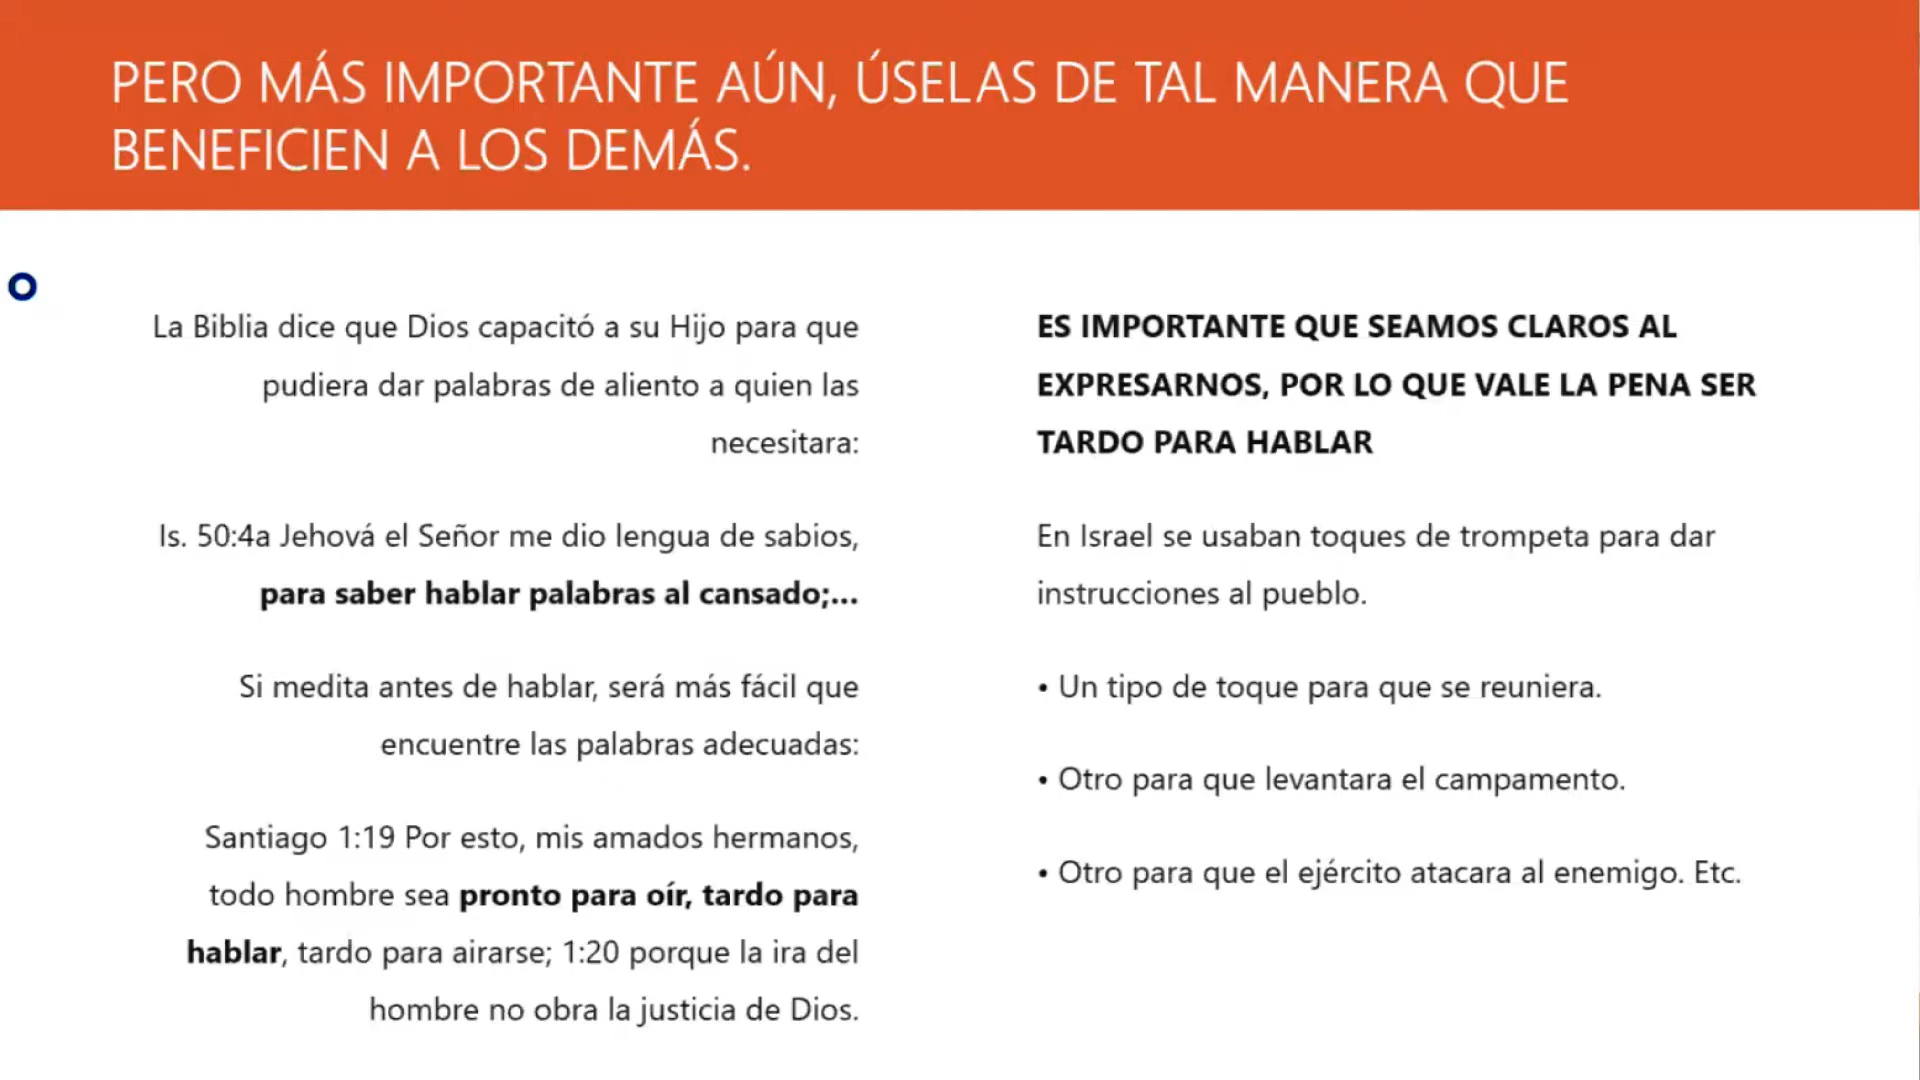 PERO MÁS IMPORTANTE AÚN, ÚSELAS DE TAL MANERA QUE
BENEFICIEN A LOS DEMÁS.
La Biblia dice que Dios capacitó a su Hijo para que
pudiera dar palabras de aliento a quien las
necesitara:
Is. 50:4a Jehová el Señor me dio lengua de sabios,
para saber hablar palabras al cansado;...
Si medita antes de hablar, será más fácil que
encuentre las palabras adecuadas:
Santiago 1:19 Por esto, mis amados hermanos,
todo hombre sea pronto para oír, tardo para
hablar, tardo para airarse; 1:20 porque la ira del
hombre no obra la justicia de Dios.
ES IMPORTANTE QUE SEAMOS CLAROS AL
EXPRESARNOS, POR LO QUE VALE LA PENA SER
TARDO PARA HABLAR
En Israel se usaban toques de trompeta para dar
instrucciones al pueblo.
• Un tipo de toque para que se reuniera.
• Otro para que levantara el campamento.
• Otro para que el ejército atacara al enemigo. Etc.